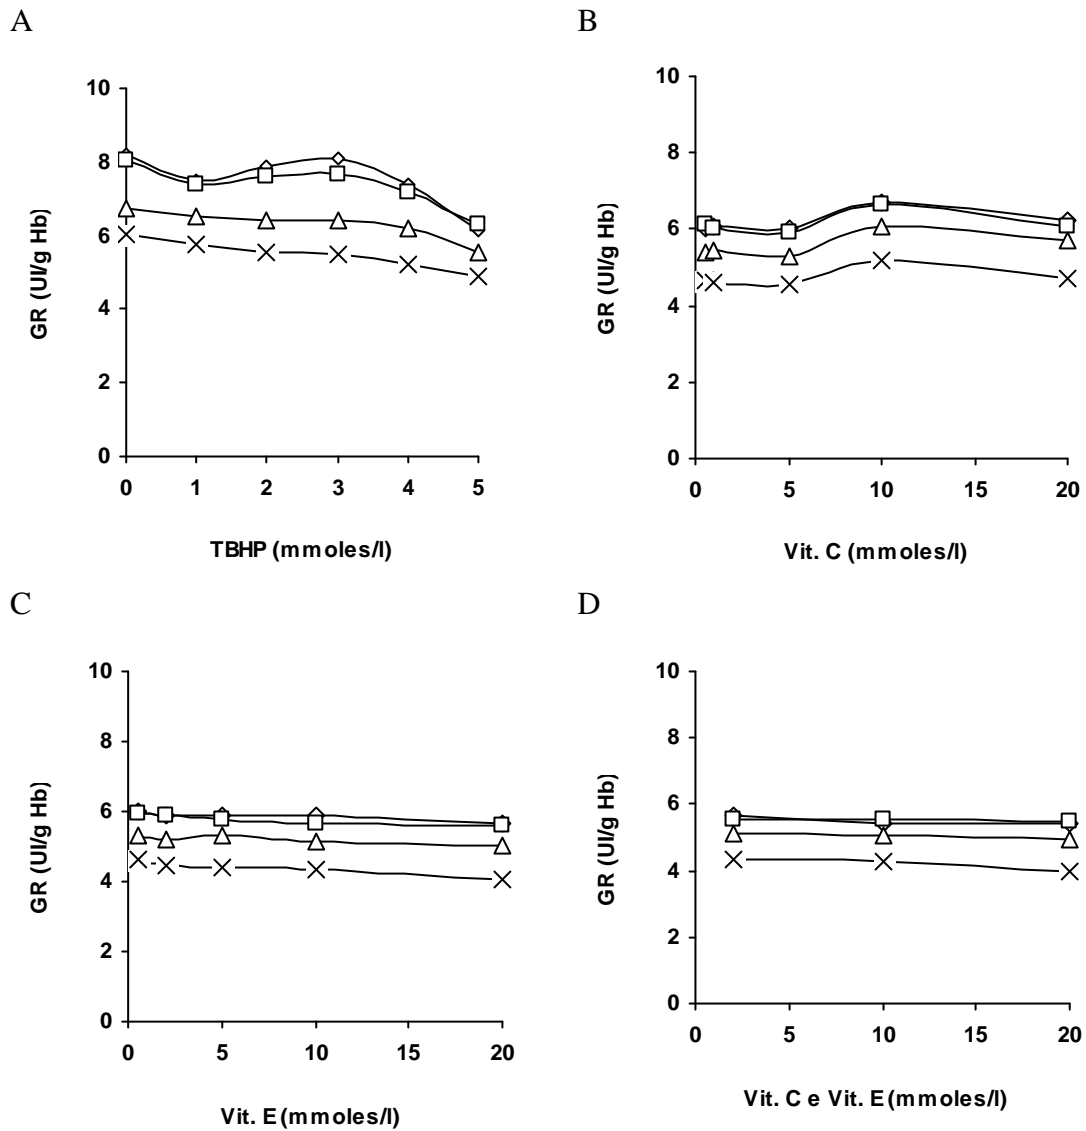 A
B
10
8
6
4
2
0
GR (UI/g Hb)
0 1 2 3 4 5
TBHP (mmoles/l)
10
8
6
4
2
0
GR (UI/g Hb)
0 5 10 15 20
Vit. C (mmoles/l)
C
D
10
8
6
4
2
0
GR (UI/g Hb)
0 5 10 15 20
Vit. E (mmoles/l)
10
8
6
4
2
0
GR (UI/g Hb)
0 5 10 15 20
Vit. C e Vit. E (mmoles/l)